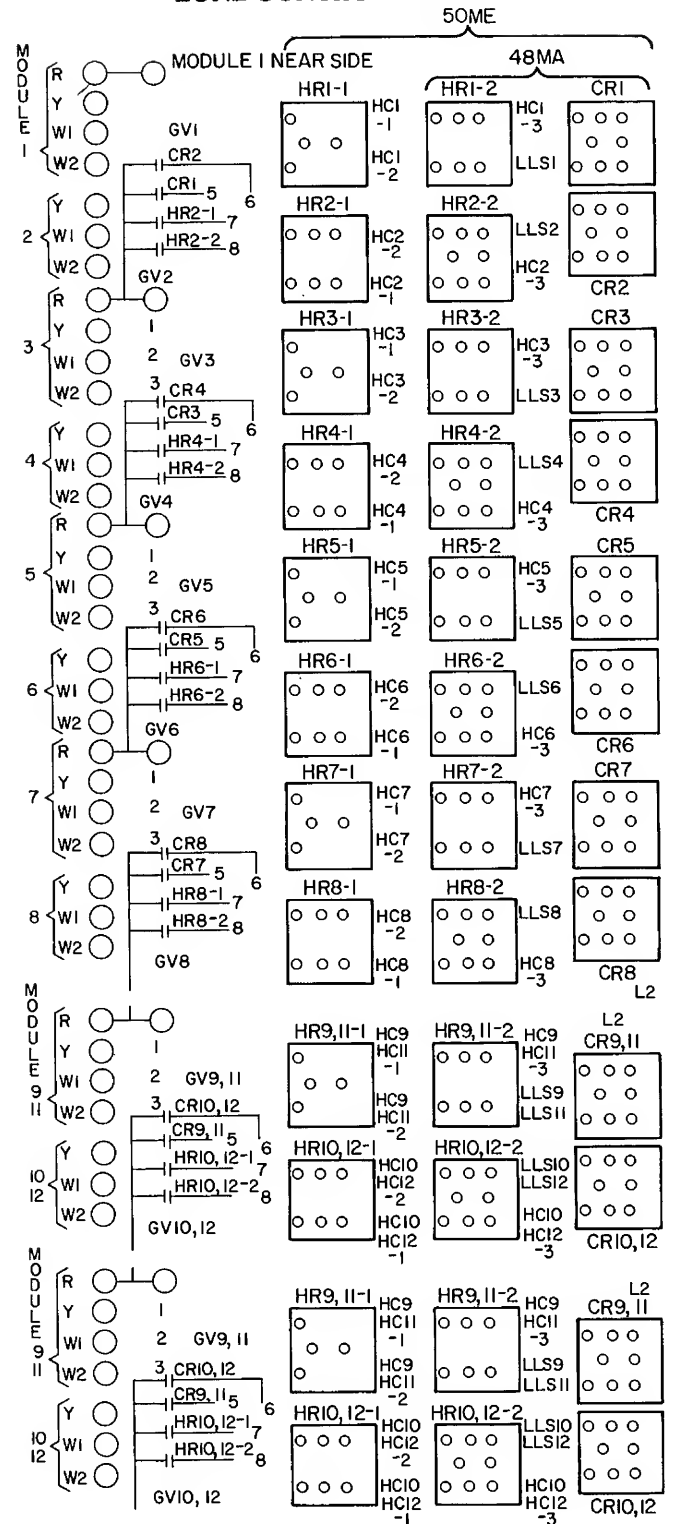 50ME
MODULE 1
R
MODULE 1 NEAR SIDE
48MA
Y
HR1-1
HR1-2
CR1
W1
GV1
HC1
-1
HC1
-3
W2
CR2
HC1
-2
LLS1
CR1 5
6
2
Y
HR2-1 7
HR2-1
HR2-2
W1
HR2-2 8
HC2
-2
LLS2
W2
GV2
HC2
-1
HC2
-3
CR2
3
R
1
HR3-1
HR3-2
CR3
Y
2
GV3
HC3
-1
HC3
-3
W1
3
CR4
HC3
-2
LLS3
W2
CR3 5
6
4
Y
HR4-1 7
HR4-1
HR4-2
W1
HR4-2 8
HC4
-2
LLS4
W2
GV4
HC4
-1
HC4
-3
CR4
5
R
1
HR5-1
HR5-2
CR5
Y
2
GV5
HC5
-1
HC5
-3
W1
3
CR6
HC5
-2
LLS5
W2
CR5 5
6
6
Y
HR6-1 7
HR6-1
HR6-2
W1
HR6-2 8
HC6
-2
LLS6
W2
GV6
HC6
-1
HC6
-3
CR6
7
R
1
HR7-1
HR7-2
CR7
Y
2
GV7
HC7
-1
HC7
-3
W1
3
CR8
HC7
-2
LLS7
W2
CR7 5
6
8
Y
HR8-1 7
HR8-1
HR8-2
W1
HR8-2 8
HC8
-2
LLS8
W2
GV8
HC8
-1
HC8
-3
CR8
L2
MODULE 9
11
R
1
HR9,11-1
HC9
HC11
-1
HR9,11-2
HC9
HC11
-3
L2
CR9,11
Y
2
GV9,11
W1
3
CR10,12
HC9
HC11
-2
LLS9
LLS11
W2
CR9,11 5
6
10
12
Y
HR10,12-1 7
HR10,12-1
HC10
HC12
-2
HR10,12-2
LLS10
LLS12
W1
HR10,12-2 8
HC10
HC12
-1
HC10
HC12
-3
W2
GV10,12
CR10,12
MODULE 9
11
R
1
HR9,11-1
HC9
HC11
-1
HR9,11-2
HC9
HC11
-3
L2
CR9,11
Y
2
GV9,11
W1
3
CR10,12
HC9
HC11
-2
LLS9
LLS11
W2
CR9,11 5
6
10
12
Y
HR10,12-1 7
HR10,12-1
HC10
HC12
-2
HR10,12-2
LLS10
LLS12
W1
HR10,12-2 8
HC10
HC12
-1
HC10
HC12
-3
W2
GV10,12
CR10,12